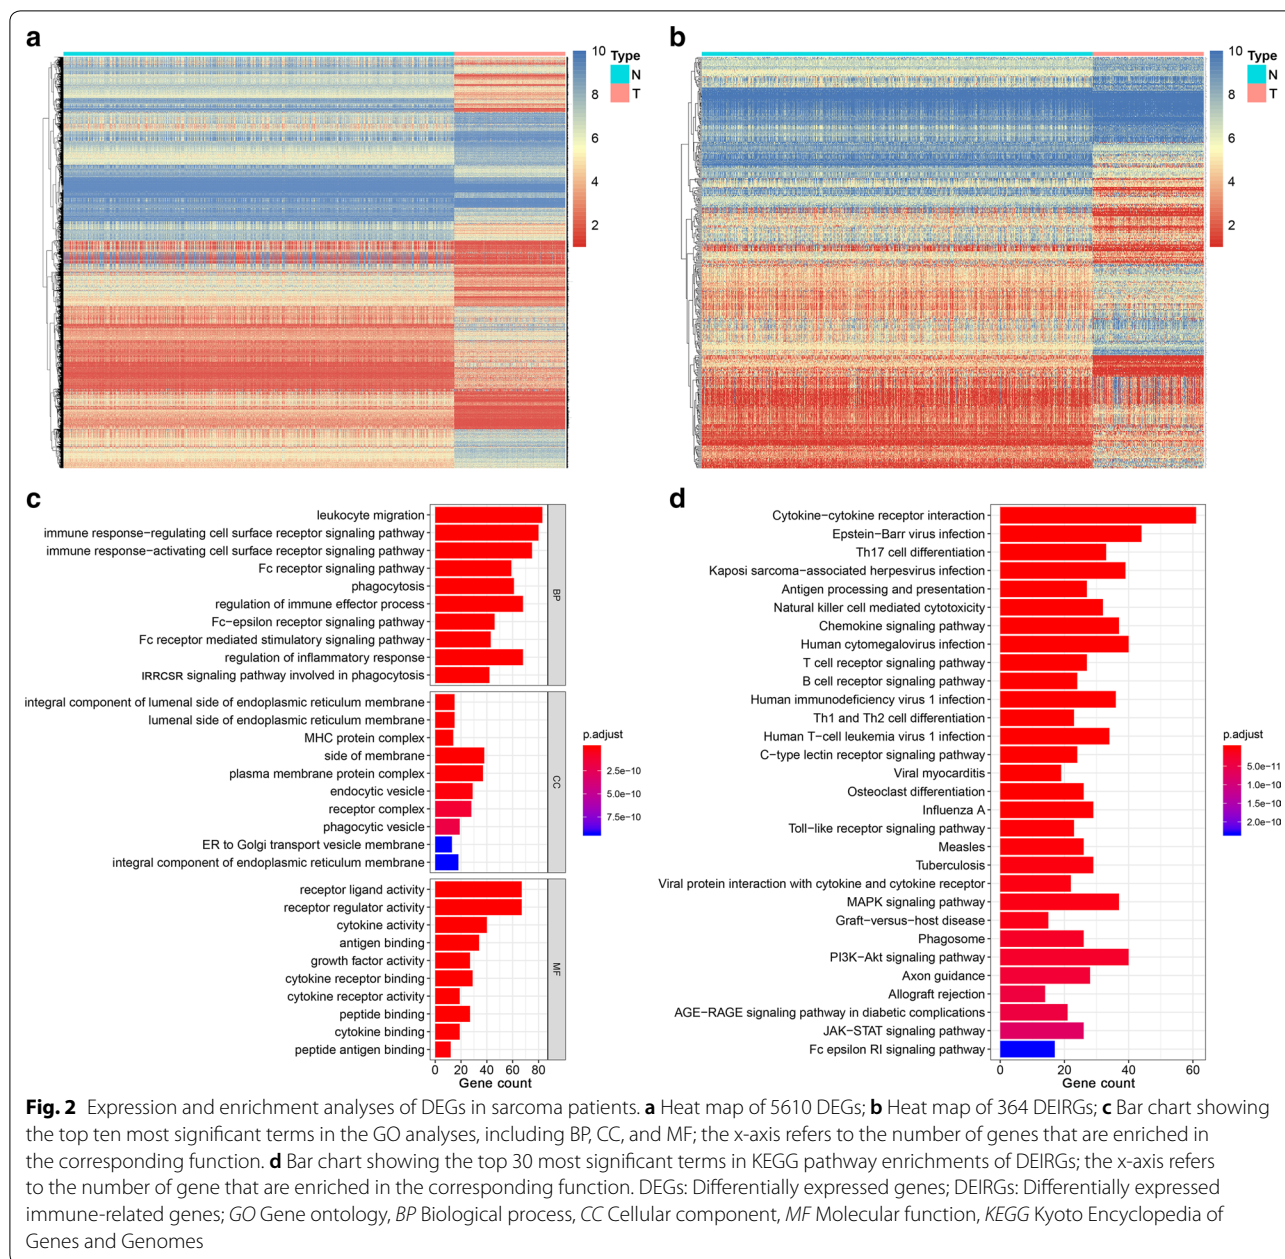 a
10
8
6
4
2
Type
N
T
b
10
8
6
4
2
Type
N
T
c
leukocyte migration
immune response−regulating cell surface receptor signaling pathway
immune response−activating cell surface receptor signaling pathway
Fc receptor signaling pathway
phagocytosis
regulation of immune effector process
Fc−epsilon receptor signaling pathway
Fc receptor mediated stimulatory signaling pathway
regulation of inflammatory response
IRRCSR signaling pathway involved in phagocytosis
BP
integral component of lumenal side of endoplasmic reticulum membrane
lumenal side of endoplasmic reticulum membrane
MHC protein complex
side of membrane
plasma membrane protein complex
endocytic vesicle
receptor complex
phagocytic vesicle
ER to Golgi transport vesicle membrane
integral component of endoplasmic reticulum membrane
CC
receptor ligand activity
receptor regulator activity
cytokine activity
antigen binding
growth factor activity
cytokine receptor binding
cytokine receptor activity
peptide binding
cytokine binding
peptide antigen binding
MF
0 20 40 60 80
Gene count
p.adjust
2.5e−10
5.0e−10
7.5e−10
d
Cytokine−cytokine receptor interaction
Epstein−Barr virus infection
Th17 cell differentiation
Kaposi sarcoma−associated herpesvirus infection
Antigen processing and presentation
Natural killer cell mediated cytotoxicity
Chemokine signaling pathway
Human cytomegalovirus infection
T cell receptor signaling pathway
B cell receptor signaling pathway
Human immunodeficiency virus 1 infection
Th1 and Th2 cell differentiation
Human T−cell leukemia virus 1 infection
C−type lectin receptor signaling pathway
Viral myocarditis
Osteoclast differentiation
Influenza A
Toll−like receptor signaling pathway
Measles
Tuberculosis
Viral protein interaction with cytokine and cytokine receptor
MAPK signaling pathway
Graft−versus−host disease
Phagosome
PI3K−Akt signaling pathway
Axon guidance
Allograft rejection
AGE−RAGE signaling pathway in diabetic complications
JAK−STAT signaling pathway
Fc epsilon RI signaling pathway
0 20 40 60
Gene count
p.adjust
5.0e−11
1.0e−10
1.5e−10
2.0e−10
Fig. 2 Expression and enrichment analyses of DEGs in sarcoma patients. a Heat map of 5610 DEGs; b Heat map of 364 DEIRGs; c Bar chart showing
the top ten most significant terms in the GO analyses, including BP, CC, and MF; the x-axis refers to the number of genes that are enriched in
the corresponding function. d Bar chart showing the top 30 most significant terms in KEGG pathway enrichments of DEIRGs; the x-axis refers
to the number of gene that are enriched in the corresponding function. DEGs: Differentially expressed genes; DEIRGs: Differentially expressed
immune-related genes; GO Gene ontology, BP Biological process, CC Cellular component, MF Molecular function, KEGG Kyoto Encyclopedia of
Genes and Genomes